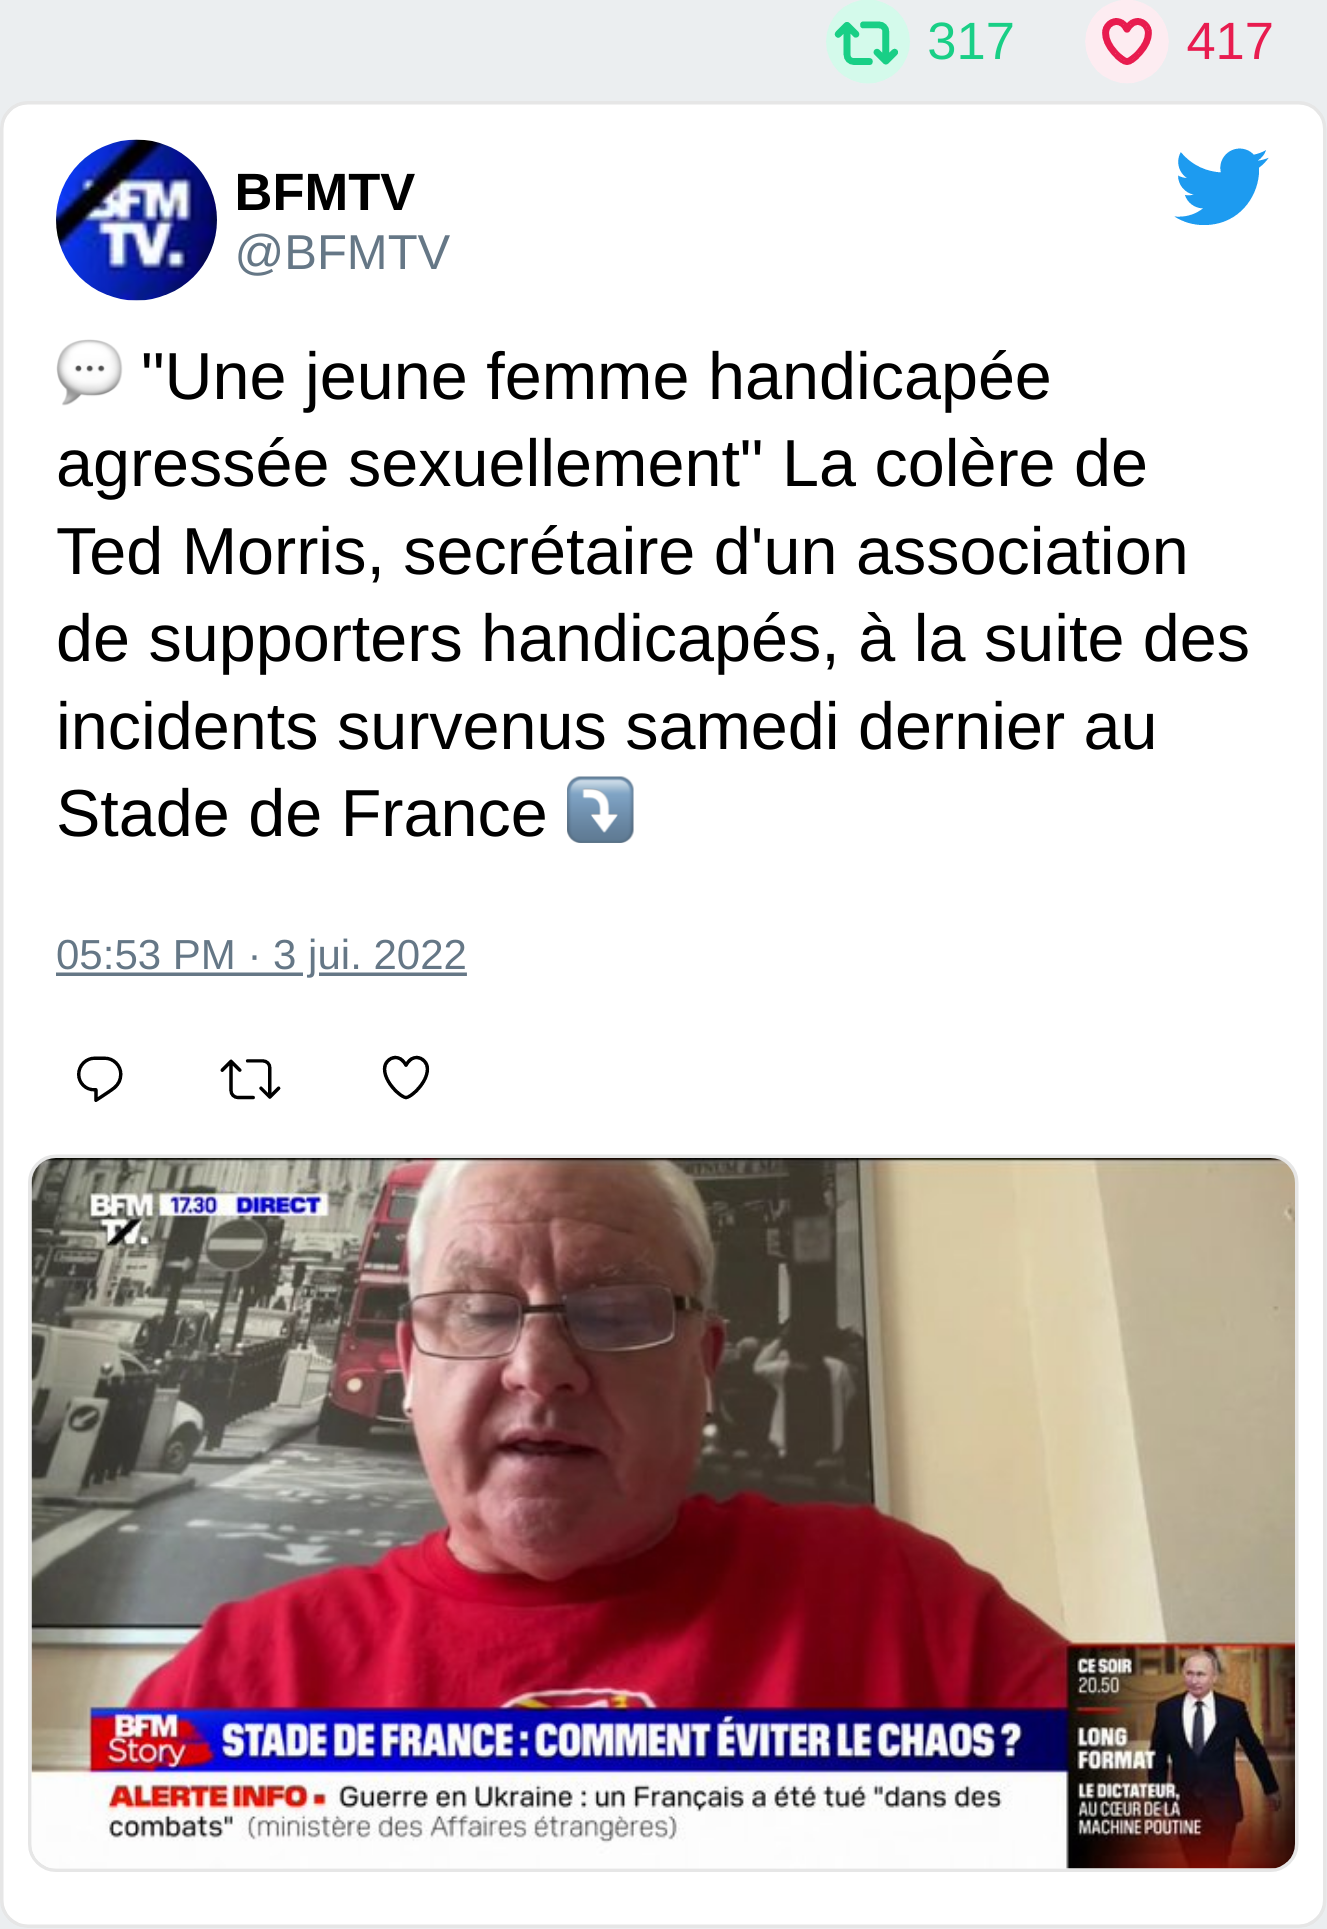 317 417
BFM
TV.
BFMTV
@BFMTV
💬 "Une jeune femme handicapée
agressée sexuellement" La colère de
Ted Morris, secrétaire d'un association
de supporters handicapés, à la suite des
incidents survenus samedi dernier au
Stade de France ⤵️
05:53 PM · 3 jui. 2022
BFM 17.30 DIRECT
TV.
CE SOIR
20.50
LONG
FORMAT
LE DICTATEUR,
AU CŒUR DE LA
MACHINE POUTINE
BFM
Story
STADE DE FRANCE : COMMENT ÉVITER LE CHAOS ?
ALERTE INFO ▪ Guerre en Ukraine : un Français a été tué "dans des
combats" (ministère des Affaires étrangères)